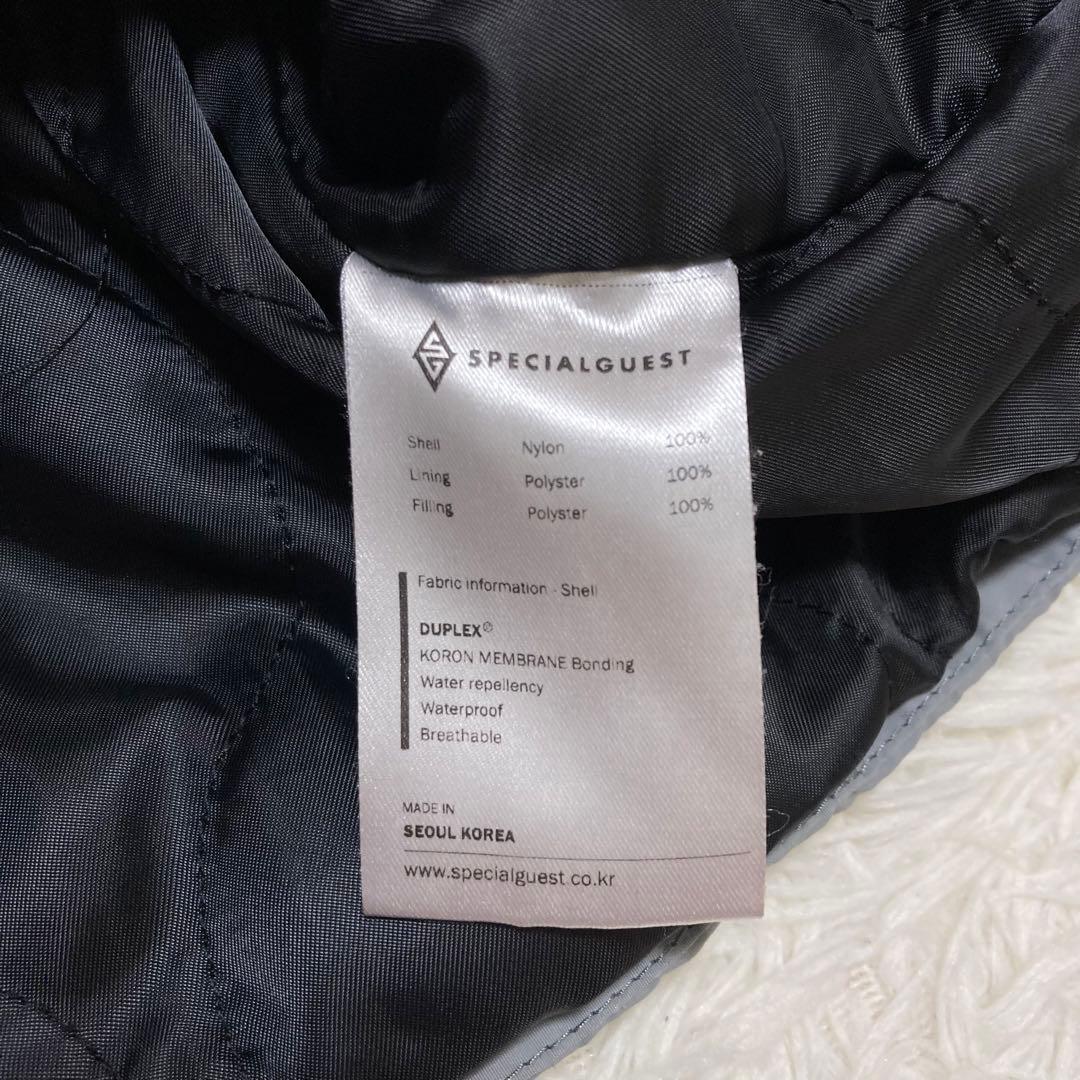 SG SPECIALGUEST
Shell Nylon 100%
Lining Polyster 100%
Filling Polyster 100%
Fabric information - Shell
DUPLEX®
KORON MEMBRANE Bonding
Water repellency
Waterproof
Breathable
MADE IN
SEOUL KOREA
www.specialguest.co.kr